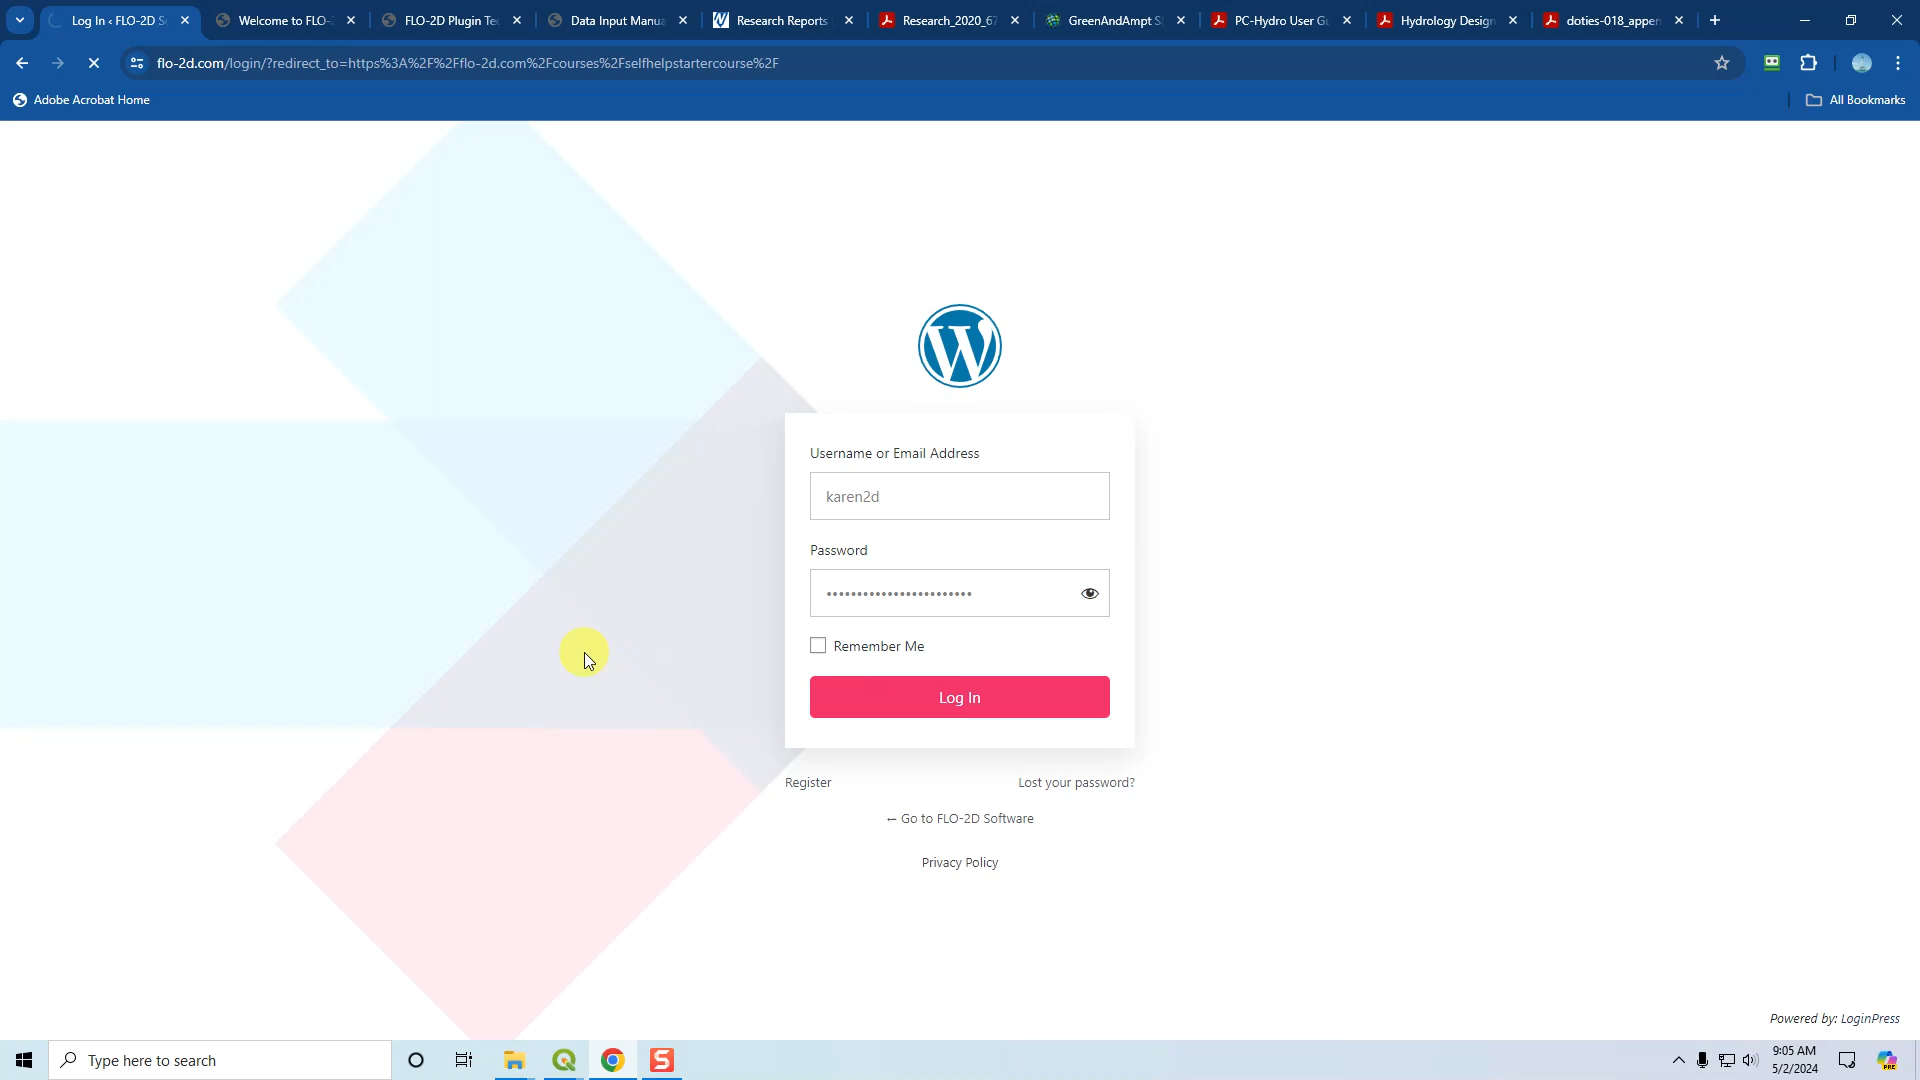 Log In ‹ FLO-2D S
Welcome to FLO-
FLO-2D Plugin Te
Data Input Manua
Research Reports
Research_2020_67
GreenAndAmpt S
PC-Hydro User Gu
Hydrology Design
doties-018_appen
flo-2d.com/login/?redirect_to=https%3A%2F%2Fflo-2d.com%2Fcourses%2Fselfhelpstartercourse%2F
Adobe Acrobat Home
All Bookmarks
Username or Email Address
karen2d
Password
Remember Me
Log In
Register
Lost your password?
← Go to FLO-2D Software
Privacy Policy
Powered by: LoginPress
Type here to search
9:05 AM
5/2/2024